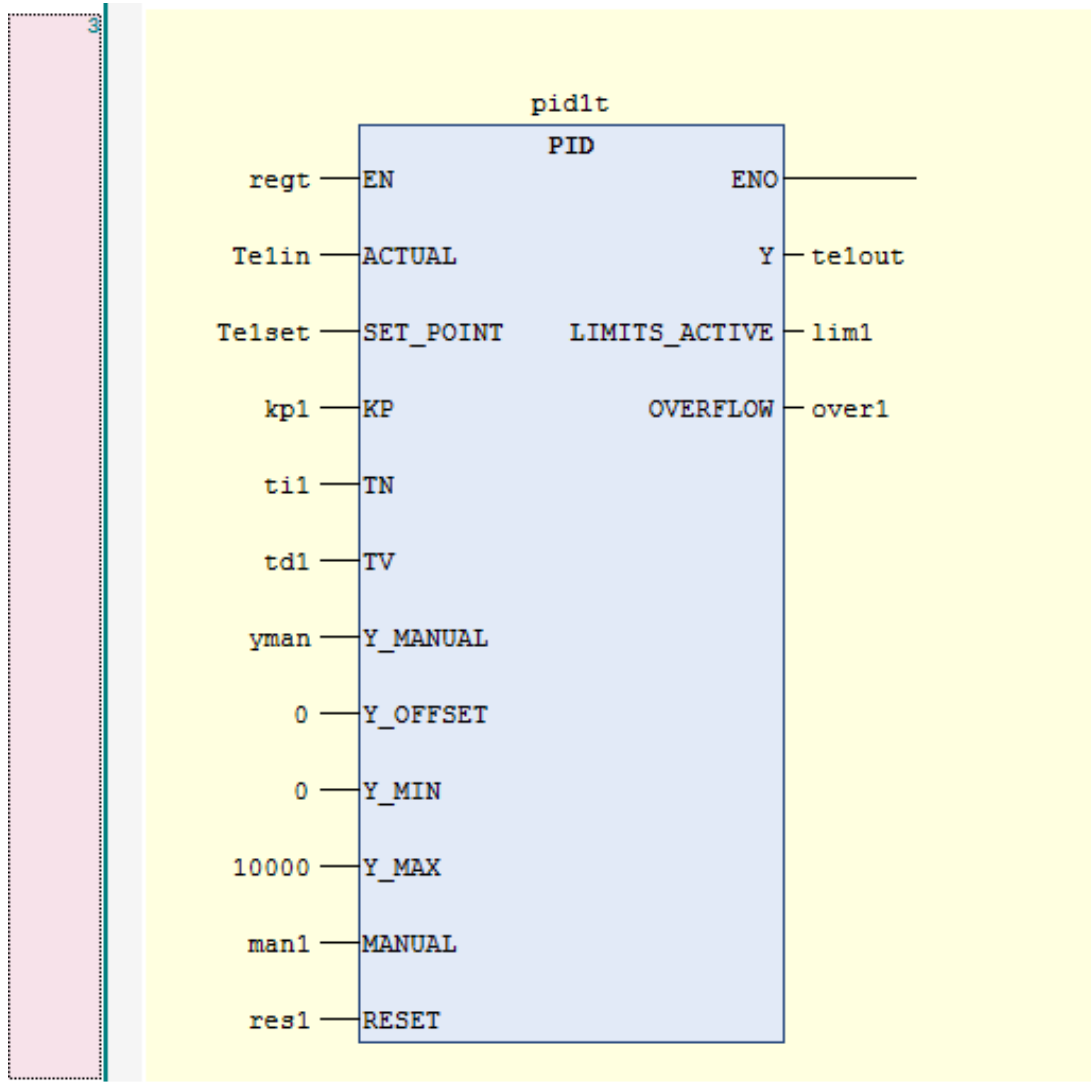 3
pid1t
PID
regt EN ENO
Te1in ACTUAL Y te1out
Te1set SET_POINT LIMITS_ACTIVE lim1
kp1 KP OVERFLOW over1
ti1 TN
td1 TV
yman Y_MANUAL
0 Y_OFFSET
0 Y_MIN
10000 Y_MAX
man1 MANUAL
res1 RESET